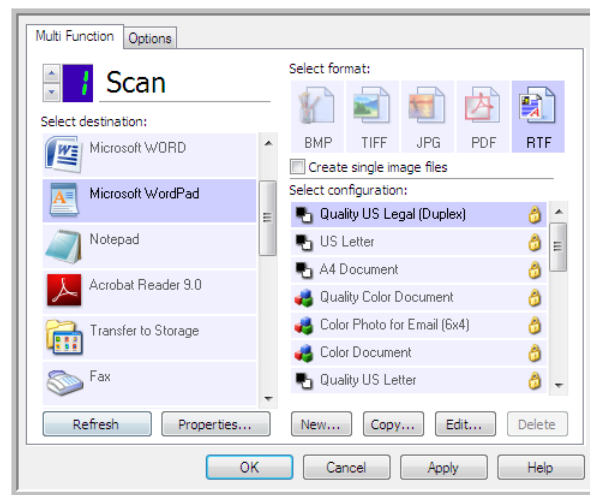 Multi Function
Options
1
Scan
Select destination:
Microsoft WORD
Microsoft WordPad
Notepad
Acrobat Reader 9.0
Transfer to Storage
Fax
Refresh
Properties...
Select format:
BMP TIFF JPG PDF RTF
Create single image files
Select configuration:
Quality US Legal (Duplex)
US Letter
A4 Document
Quality Color Document
Color Photo for Email (6x4)
Color Document
Quality US Letter
New... Copy... Edit... Delete
OK Cancel Apply Help